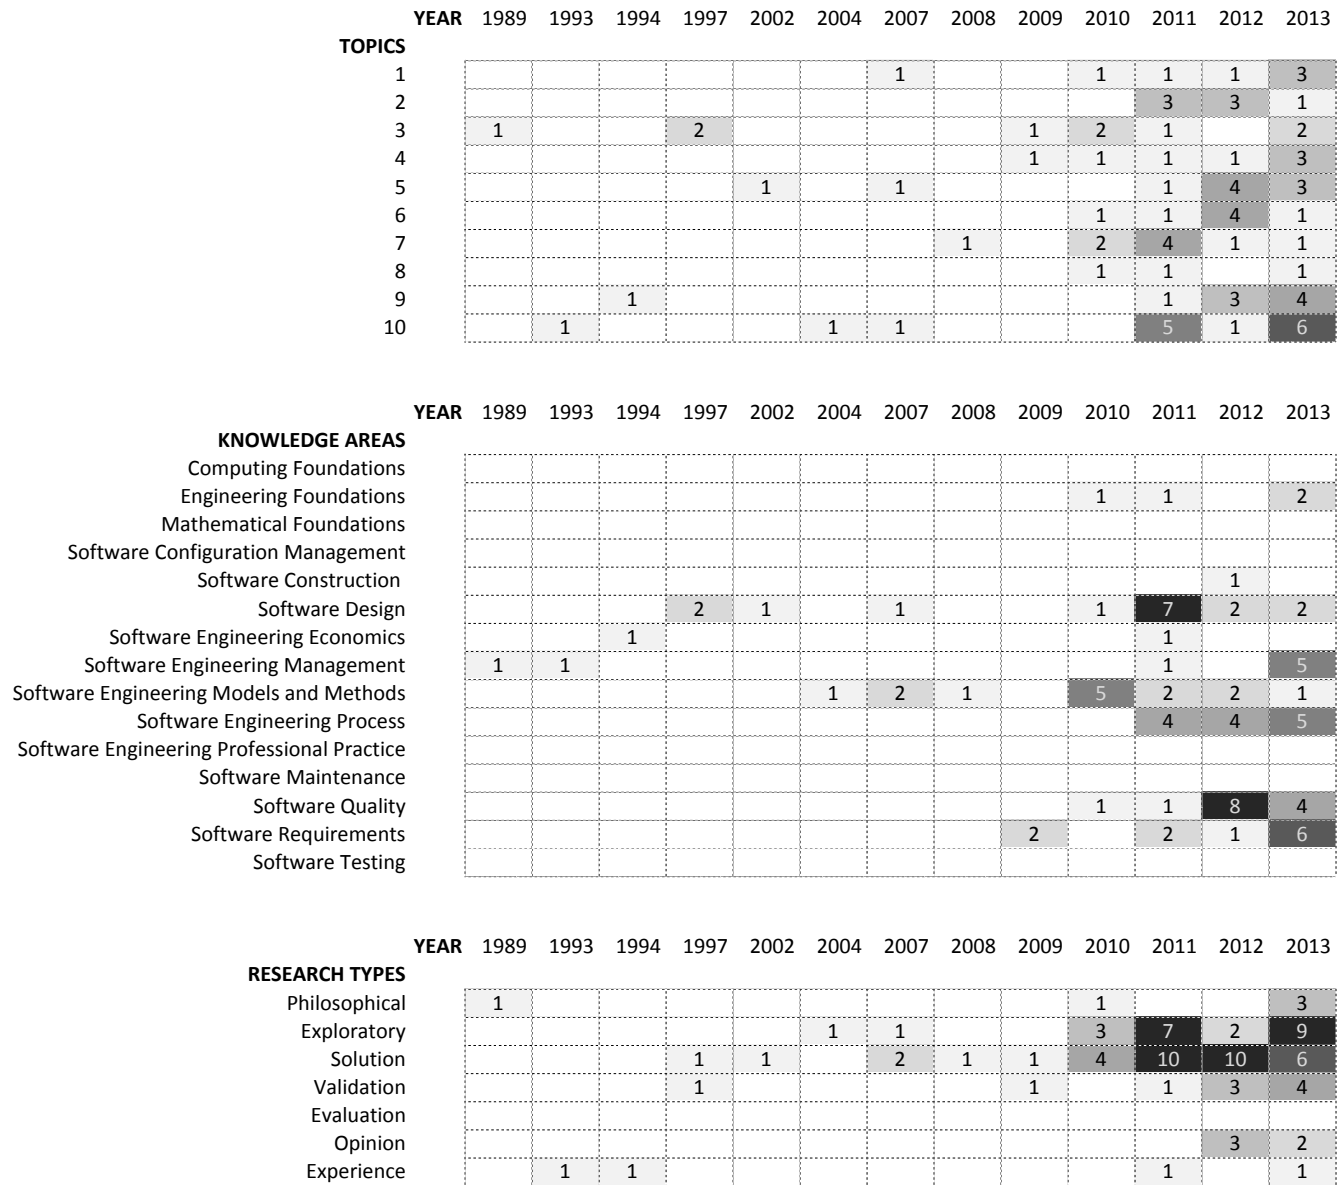 YEAR 1989 1993 1994 1997 2002 2004 2007 2008 2009 2010 2011 2012 2013
TOPICS
1 1 1 1 1 3
2 3 3 1
3 1 2 1 2 1 2
4 1 1 1 1 3
5 1 1 1 4 3
6 1 1 4 1
7 1 2 4 1 1
8 1 1 1
9 1 1 3 4
10 1 1 1 5 1 6
YEAR 1989 1993 1994 1997 2002 2004 2007 2008 2009 2010 2011 2012 2013
KNOWLEDGE AREAS
Computing Foundations
Engineering Foundations 1 1 2
Mathematical Foundations
Software Configuration Management
Software Construction 1
Software Design 2 1 1 1 7 2 2
Software Engineering Economics 1 1
Software Engineering Management 1 1 1 5
Software Engineering Models and Methods 1 2 1 5 2 2 1
Software Engineering Process 4 4 5
Software Engineering Professional Practice
Software Maintenance
Software Quality 1 1 8 4
Software Requirements 2 2 1 6
Software Testing
YEAR 1989 1993 1994 1997 2002 2004 2007 2008 2009 2010 2011 2012 2013
RESEARCH TYPES
Philosophical 1 1 3
Exploratory 1 1 3 7 2 9
Solution 1 1 2 1 1 4 10 10 6
Validation 1 1 1 3 4
Evaluation
Opinion 3 2
Experience 1 1 1 1